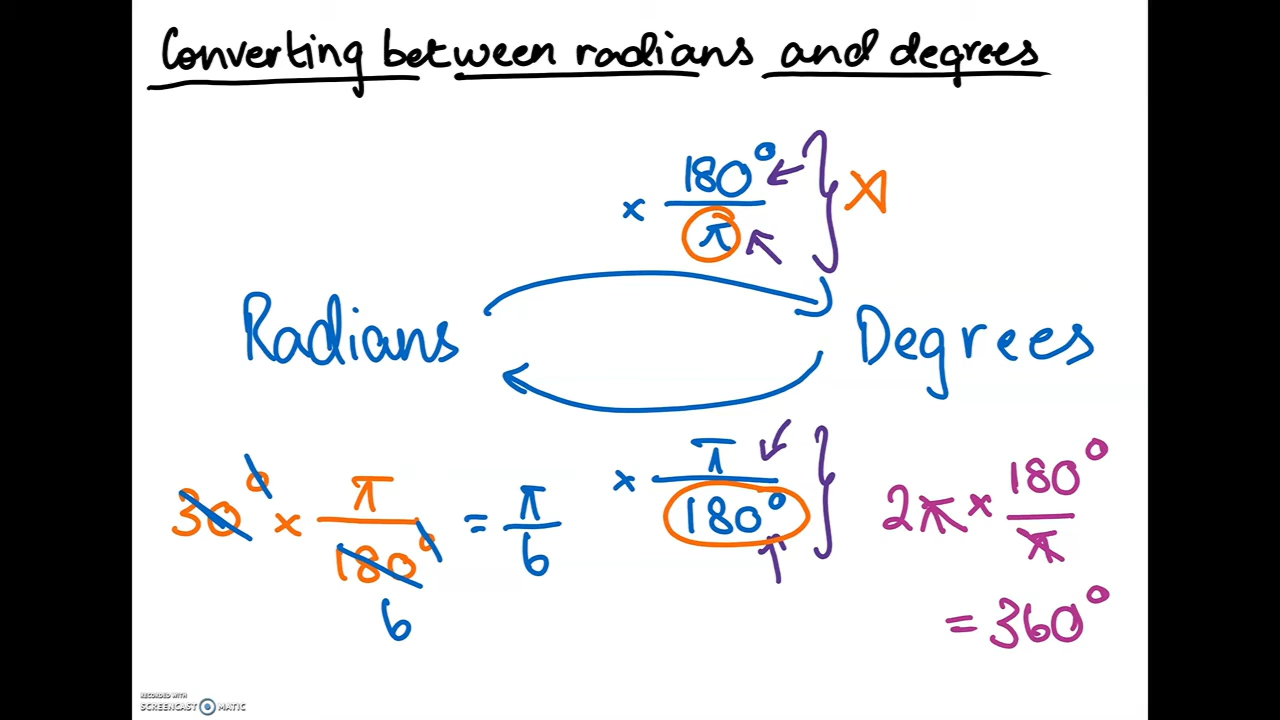 Converting between radians and degrees
× 180° / π
Radians
Degrees
× π / 180°
30° × π / 180° = π / 6
6
2π × 180° / π
= 360°
RECORDED WITH
SCREENCAST MATIC